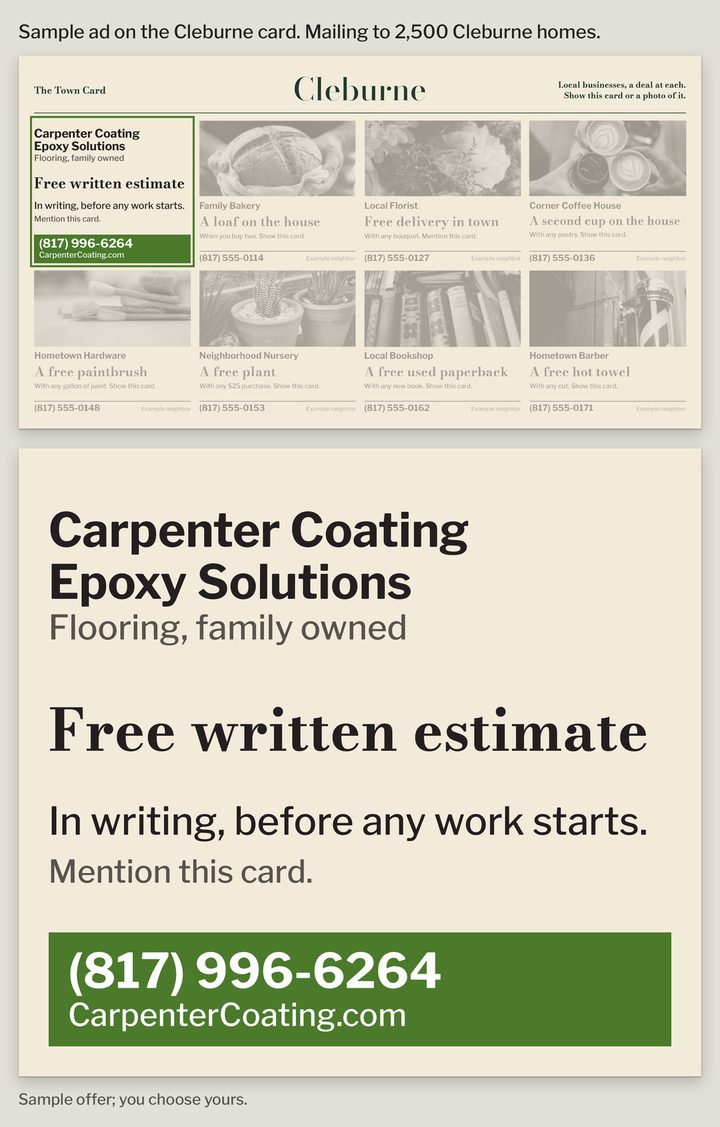 Sample ad on the Cleburne card. Mailing to 2,500 Cleburne homes.
The Town Card
Cleburne
Local businesses, a deal at each.
Show this card or a photo of it.
Carpenter Coating
Epoxy Solutions
Flooring, family owned
Free written estimate
In writing, before any work starts.
Mention this card.
(817) 996-6264
CarpenterCoating.com
Family Bakery
A loaf on the house
When you buy two. Show this card.
(817) 555-0114
Example neighbor
Local Florist
Free delivery in town
With any bouquet. Mention this card.
(817) 555-0127
Example neighbor
Corner Coffee House
A second cup on the house
With any pastry. Show this card.
(817) 555-0136
Example neighbor
Hometown Hardware
A free paintbrush
With any gallon of paint. Show this card.
(817) 555-0148
Example neighbor
Neighborhood Nursery
A free plant
With any $25 purchase. Show this card.
(817) 555-0153
Example neighbor
Local Bookshop
A free used paperback
With any new book. Show this card.
(817) 555-0162
Example neighbor
Hometown Barber
A free hot towel
With any cut. Show this card.
(817) 555-0171
Example neighbor
Carpenter Coating
Epoxy Solutions
Flooring, family owned
Free written estimate
In writing, before any work starts.
Mention this card.
(817) 996-6264
CarpenterCoating.com
Sample offer; you choose yours.